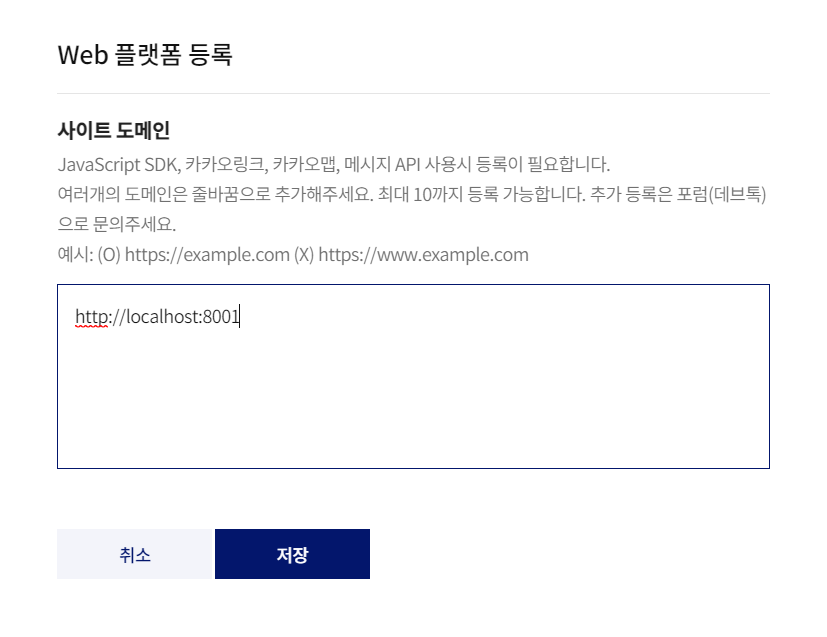 Web 플랫폼 등록
사이트 도메인
JavaScript SDK, 카카오링크, 카카오맵, 메시지 API 사용시 등록이 필요합니다.
여러개의 도메인은 줄바꿈으로 추가해주세요. 최대 10까지 등록 가능합니다. 추가 등록은 포럼(데브톡)
으로 문의주세요.
예시: (O) https://example.com (X) https://www.example.com
http://localhost:8001
취소
저장